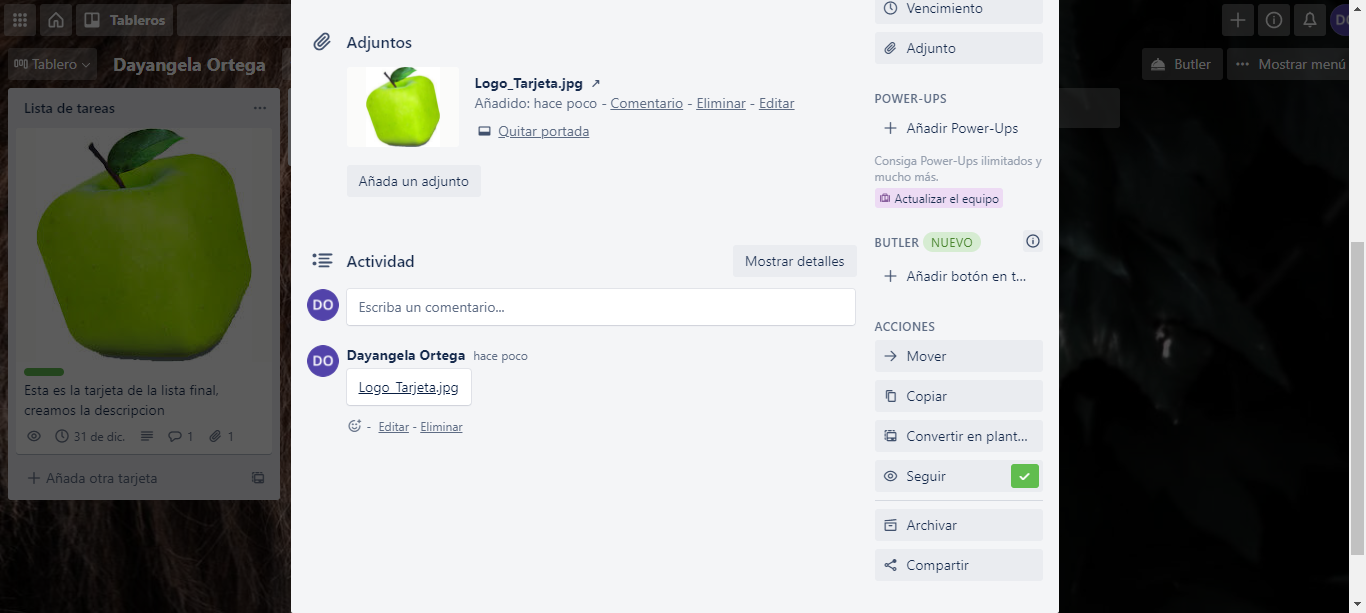 Tableros
DO
Tablero
Dayangela Ortega
Butler
Mostrar menú
Lista de tareas
Esta es la tarjeta de la lista final,
creamos la descripcion
31 de dic.
1
1
Añada otra tarjeta
Adjuntos
Logo_Tarjeta.jpg
Añadido: hace poco - Comentario - Eliminar - Editar
Quitar portada
Añada un adjunto
Actividad
Mostrar detalles
DO
Escriba un comentario...
DO
Dayangela Ortega hace poco
Logo_Tarjeta.jpg
- Editar - Eliminar
Vencimiento
Adjunto
POWER-UPS
Añadir Power-Ups
Consiga Power-Ups ilimitados y
mucho más.
Actualizar el equipo
BUTLER NUEVO
Añadir botón en t...
ACCIONES
Mover
Copiar
Convertir en plant...
Seguir
Archivar
Compartir